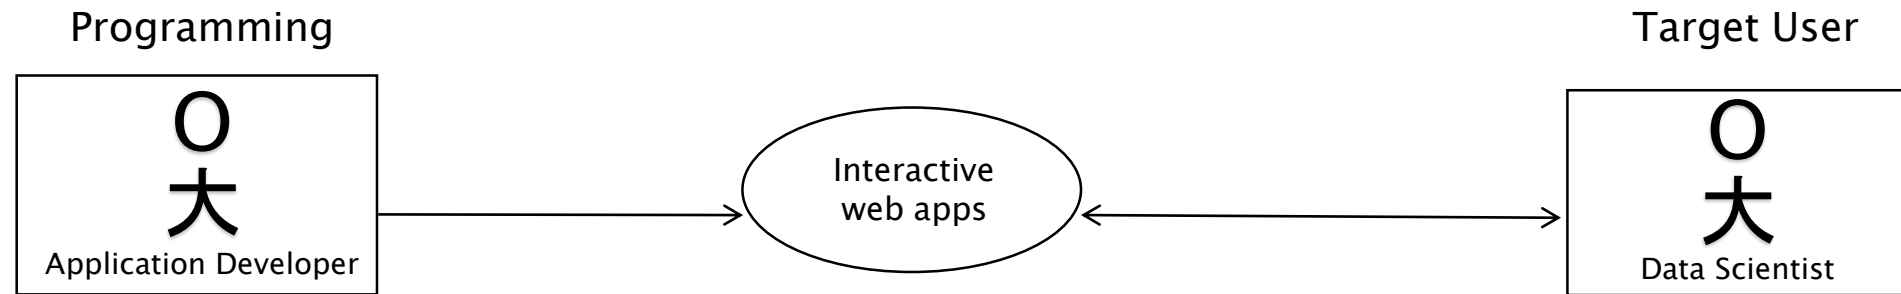 Programming
Target User
O
大
Application Developer
Interactive
web apps
O
大
Data Scientist